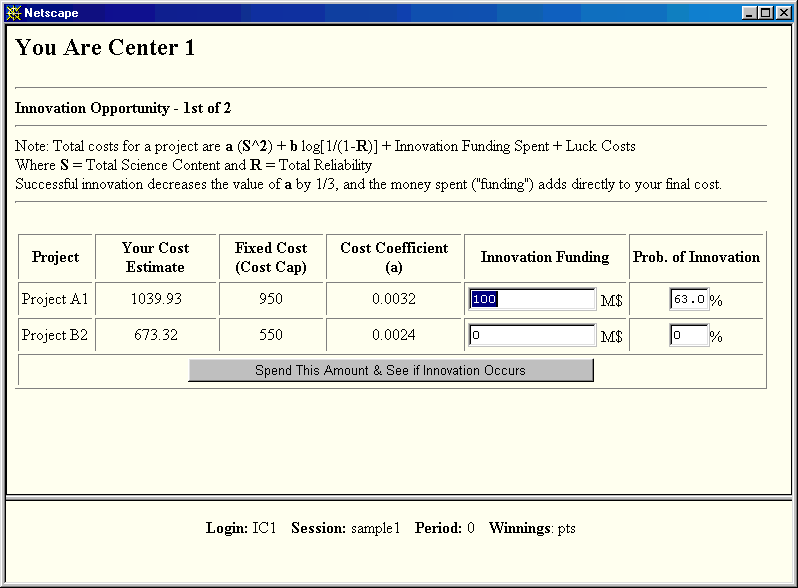 Netscape
You Are Center 1
Innovation Opportunity - 1st of 2
Note: Total costs for a project are a (S^2) + b log[1/(1-R)] + Innovation Funding Spent + Luck Costs
Where S = Total Science Content and R = Total Reliability
Successful innovation decreases the value of a by 1/3, and the money spent ("funding") adds directly to your final cost.
Project Your Cost Estimate Fixed Cost (Cost Cap) Cost Coefficient (a) Innovation Funding Prob. of Innovation
Project A1 1039.93 950 0.0032 100 M$ 63.0 %
Project B2 673.32 550 0.0024 0 M$ 0 %
Spend This Amount & See if Innovation Occurs
Login: IC1 Session: sample1 Period: 0 Winnings: pts